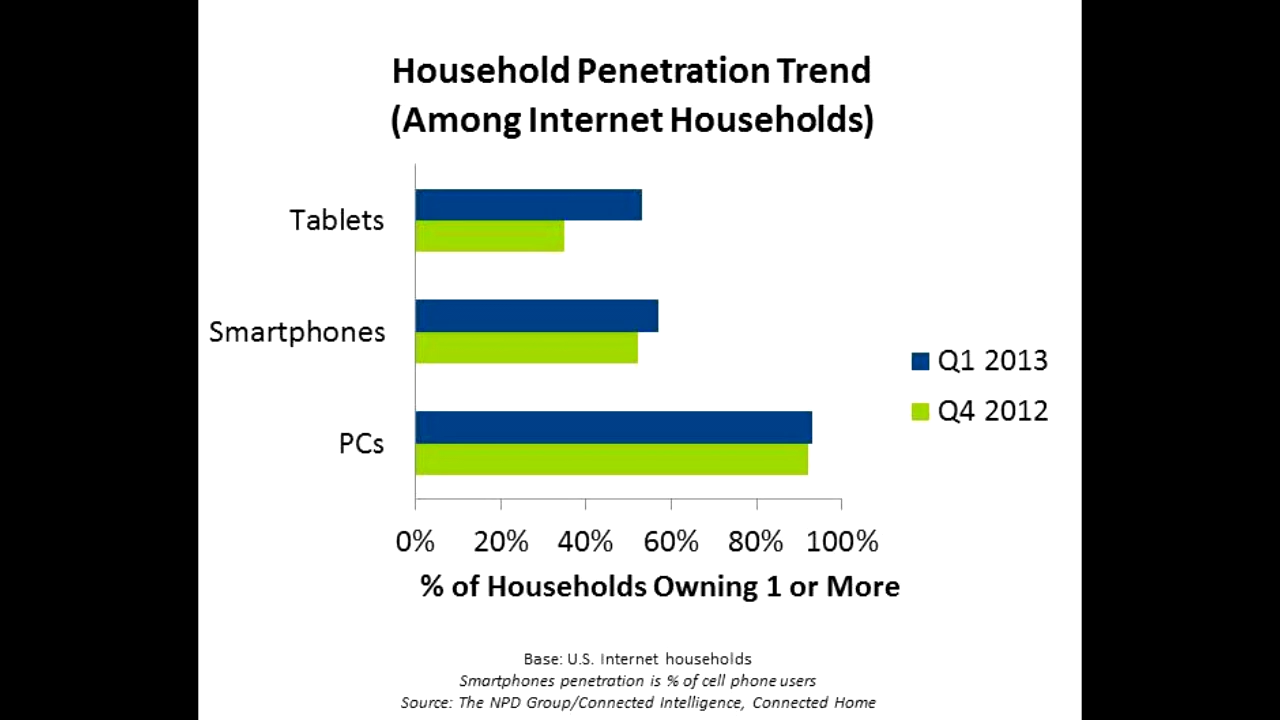 Household Penetration Trend
(Among Internet Households)
Tablets
Smartphones
PCs
Q1 2013
Q4 2012
0% 20% 40% 60% 80% 100%
% of Households Owning 1 or More
Base: U.S. Internet households
Smartphones penetration is % of cell phone users
Source: The NPD Group/Connected Intelligence, Connected Home